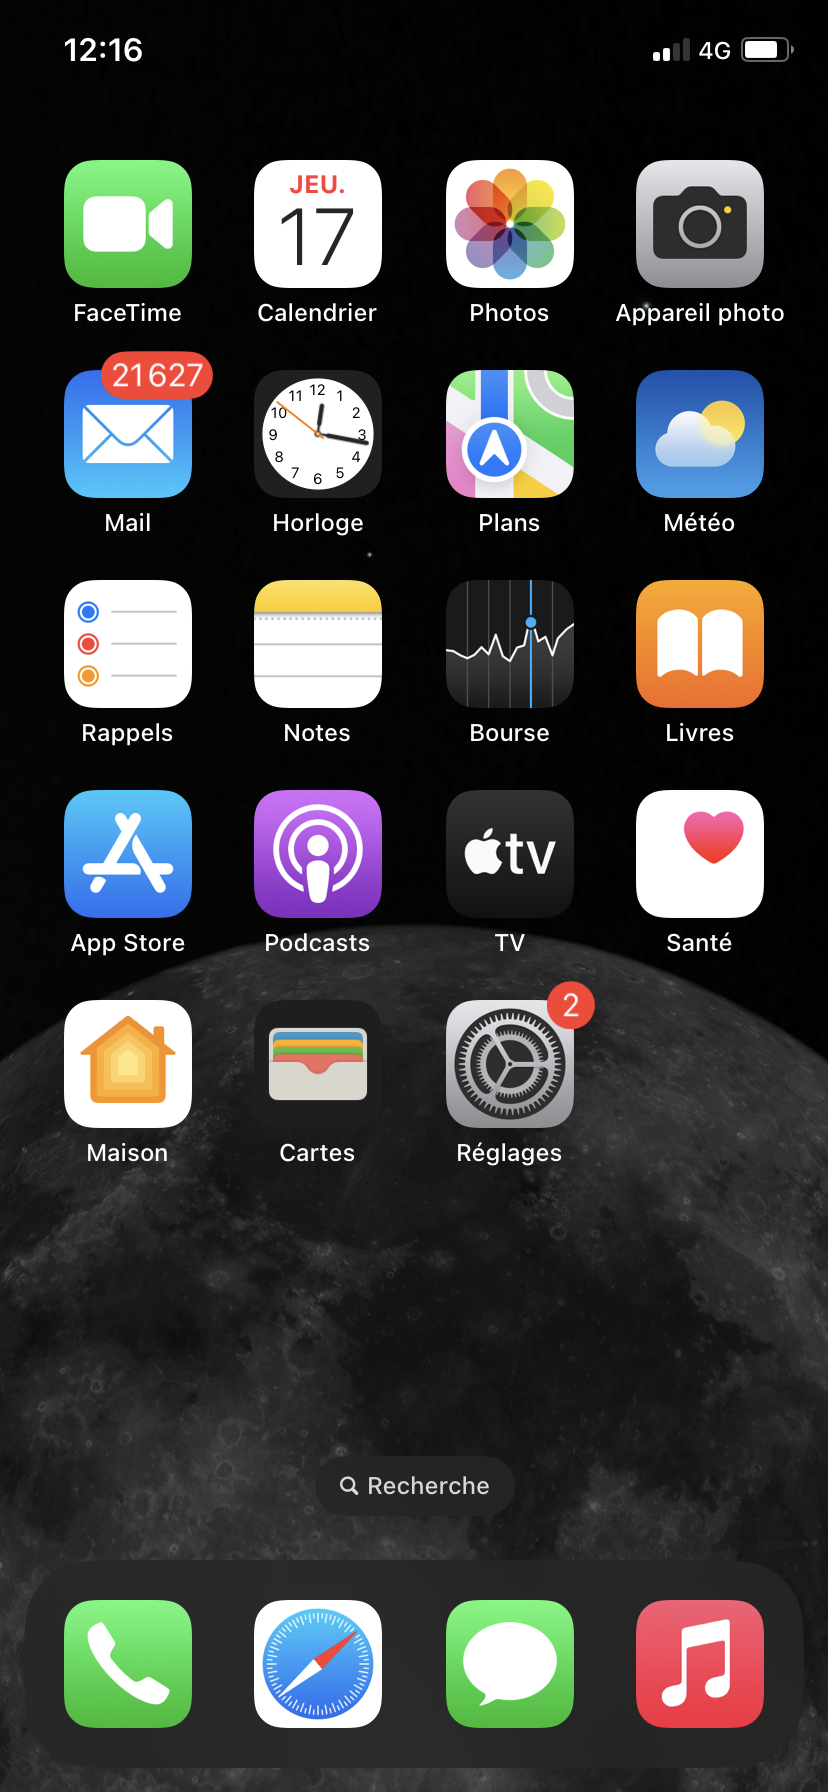 12:16
4G
JEU.
17
FaceTime
Calendrier
Photos
Appareil photo
21 627
12
11
1
10
2
9
3
8
4
7
5
6
Mail
Horloge
Plans
Météo
Rappels
Notes
Bourse
Livres
tv
App Store
Podcasts
TV
Santé
2
Maison
Cartes
Réglages
Recherche